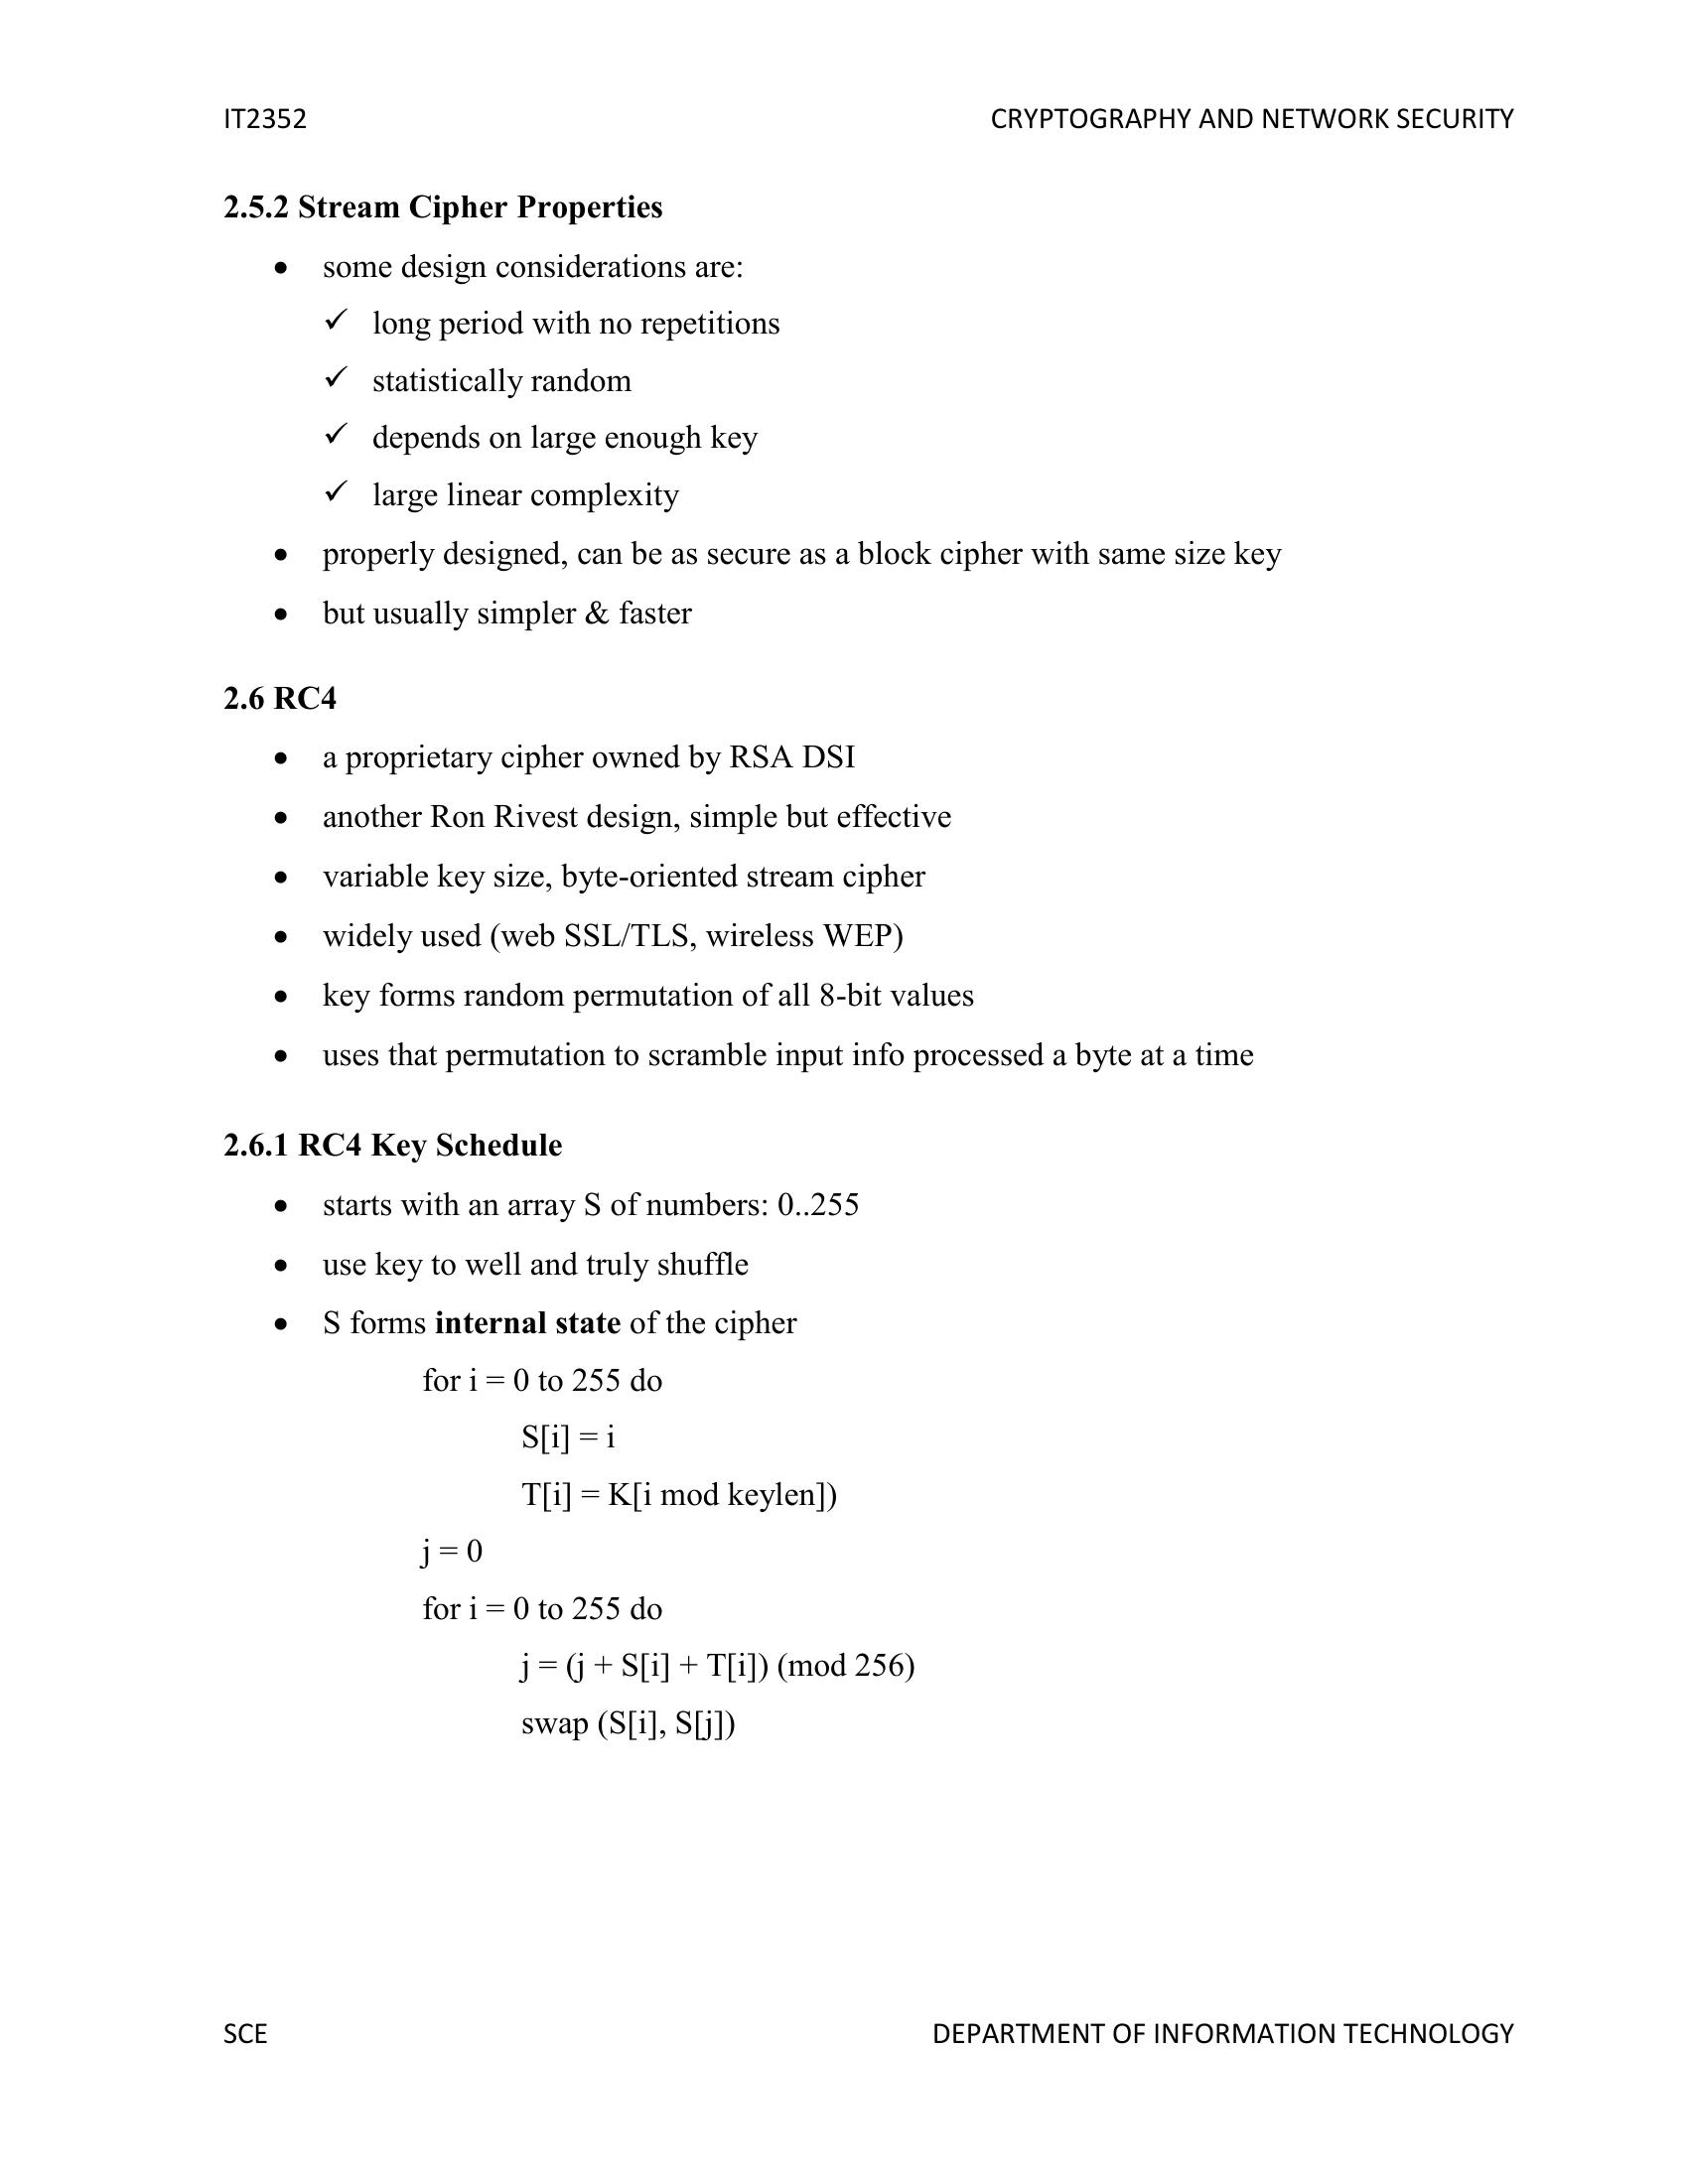 IT2352 CRYPTOGRAPHY AND NETWORK SECURITY
2.5.2 Stream Cipher Properties
• some design considerations are:
✓ long period with no repetitions
✓ statistically random
✓ depends on large enough key
✓ large linear complexity
• properly designed, can be as secure as a block cipher with same size key
• but usually simpler & faster
2.6 RC4
• a proprietary cipher owned by RSA DSI
• another Ron Rivest design, simple but effective
• variable key size, byte-oriented stream cipher
• widely used (web SSL/TLS, wireless WEP)
• key forms random permutation of all 8-bit values
• uses that permutation to scramble input info processed a byte at a time
2.6.1 RC4 Key Schedule
• starts with an array S of numbers: 0..255
• use key to well and truly shuffle
• S forms internal state of the cipher
for i = 0 to 255 do
S[i] = i
T[i] = K[i mod keylen])
j = 0
for i = 0 to 255 do
j = (j + S[i] + T[i]) (mod 256)
swap (S[i], S[j])
SCE DEPARTMENT OF INFORMATION TECHNOLOGY